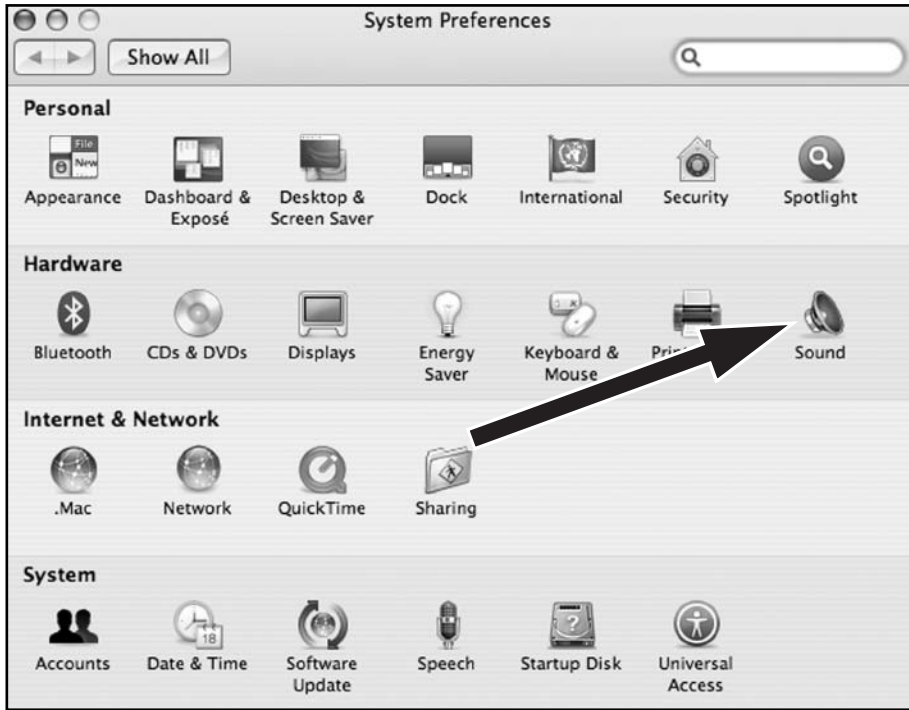 System Preferences
Show All
Personal
File
New
Appearance
Dashboard &
Exposé
Desktop &
Screen Saver
Dock
International
Security
Spotlight
Hardware
Bluetooth
CDs & DVDs
Displays
Energy
Saver
Keyboard &
Mouse
Sound
Internet & Network
.Mac
Network
QuickTime
Sharing
System
18
Accounts
Date & Time
Software
Update
Speech
?
Startup Disk
Universal
Access